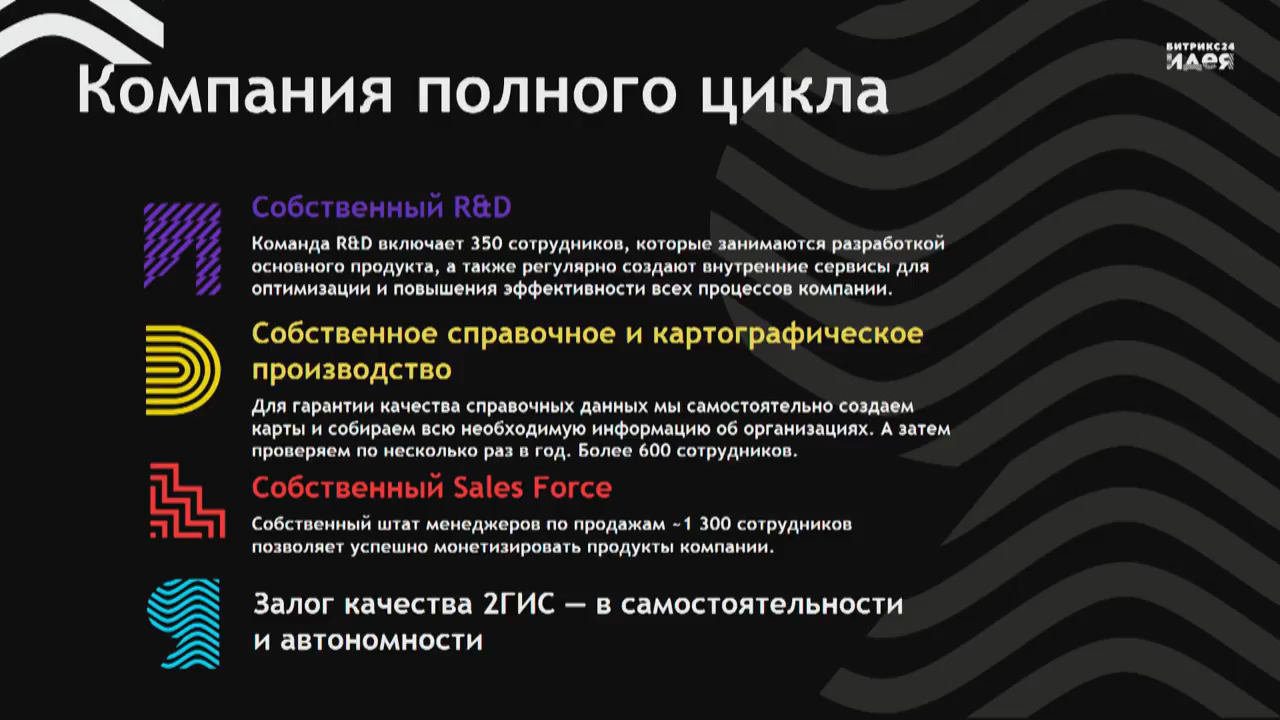 БИТРИКС24
идея
Компания полного цикла
Собственный R&D
Команда R&D включает 350 сотрудников, которые занимаются разработкой
основного продукта, а также регулярно создают внутренние сервисы для
оптимизации и повышения эффективности всех процессов компании.
Собственное справочное и картографическое
производство
Для гарантии качества справочных данных мы самостоятельно создаем
карты и собираем всю необходимую информацию об организациях. А затем
проверяем по несколько раз в год. Более 600 сотрудников.
Собственный Sales Force
Собственный штат менеджеров по продажам ~1 300 сотрудников
позволяет успешно монетизировать продукты компании.
Залог качества 2ГИС — в самостоятельности
и автономности